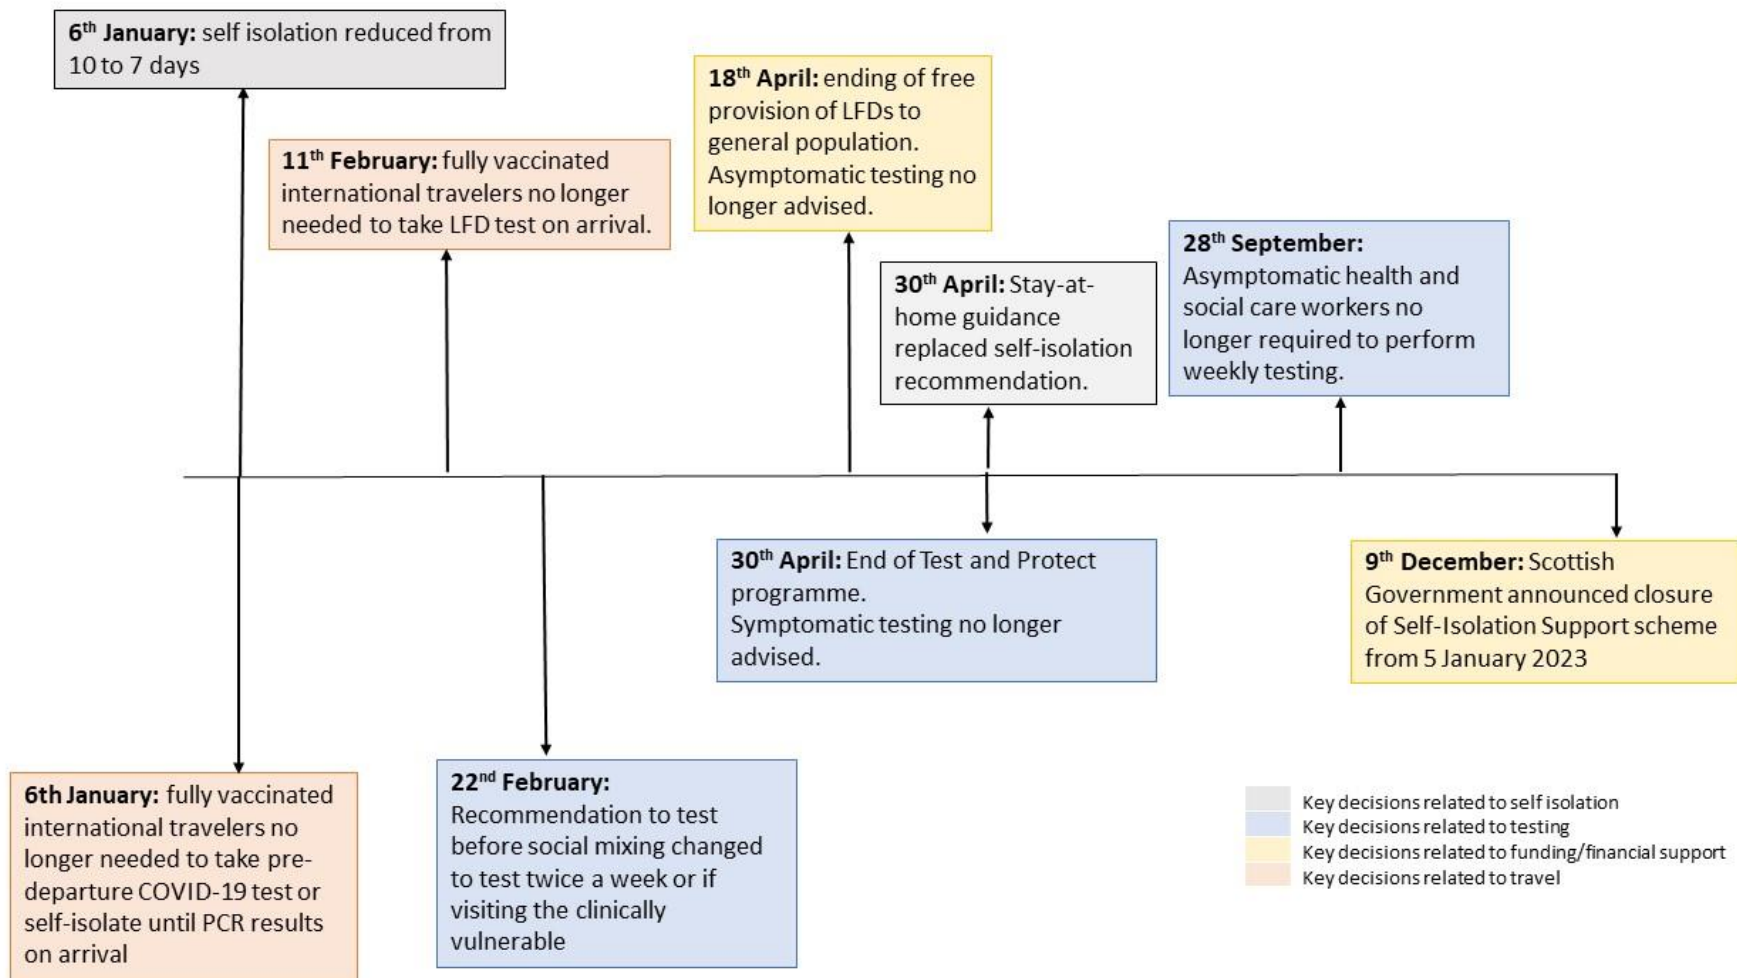 6th January: self isolation reduced from
10 to 7 days
11th February: fully vaccinated
international travelers no longer
needed to take LFD test on arrival.
18th April: ending of free
provision of LFDs to
general population.
Asymptomatic testing no
longer advised.
30th April: Stay-at-
home guidance
replaced self-isolation
recommendation.
28th September:
Asymptomatic health and
social care workers no
longer required to perform
weekly testing.
6th January: fully vaccinated
international travelers no
longer needed to take pre-
departure COVID-19 test or
self-isolate until PCR results
on arrival
22nd February:
Recommendation to test
before social mixing changed
to test twice a week or if
visiting the clinically
vulnerable
30th April: End of Test and Protect
programme.
Symptomatic testing no longer
advised.
9th December: Scottish
Government announced closure
of Self-Isolation Support scheme
from 5 January 2023
Key decisions related to self isolation
Key decisions related to testing
Key decisions related to funding/financial support
Key decisions related to travel